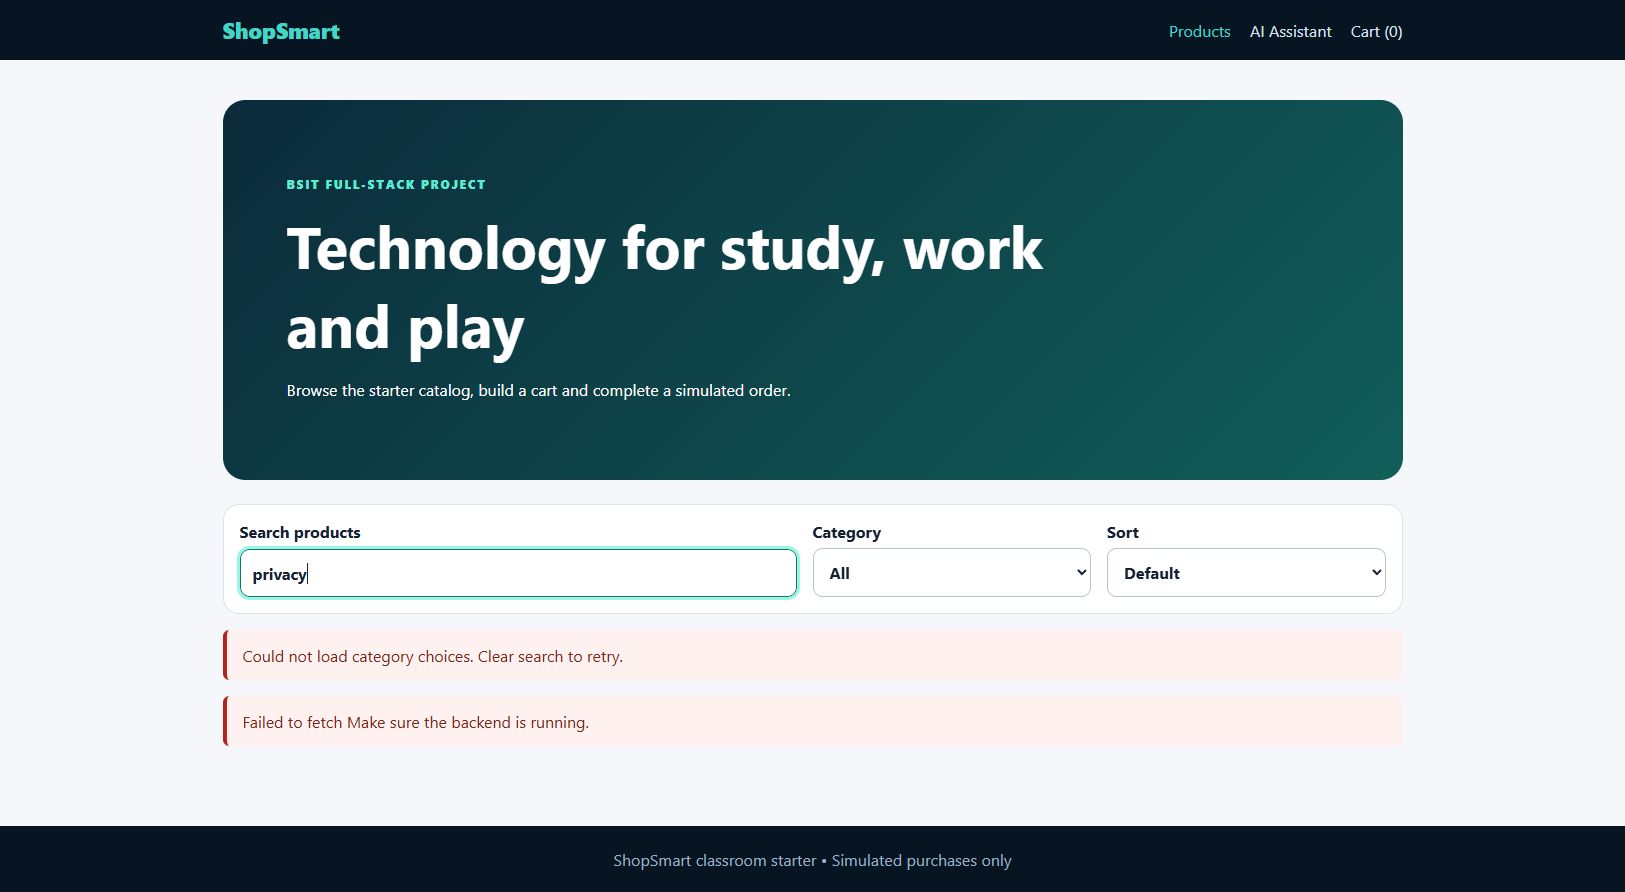 ShopSmart
Products
AI Assistant
Cart (0)
BSIT FULL-STACK PROJECT
Technology for study, work
and play
Browse the starter catalog, build a cart and complete a simulated order.
Search products
Category
Sort
privacy
All
Default
Could not load category choices. Clear search to retry.
Failed to fetch Make sure the backend is running.
ShopSmart classroom starter • Simulated purchases only